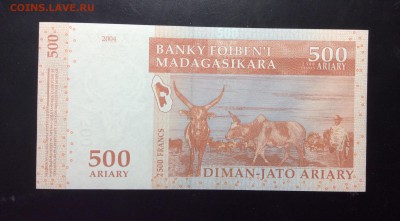 COINS.LAVE.RU
2004
BANKY FOIBEN'I
MADAGASIKARA
500
ARIARY
500
500
ARIARY
2500 FRANCS
DIMAN-JATO ARIARY